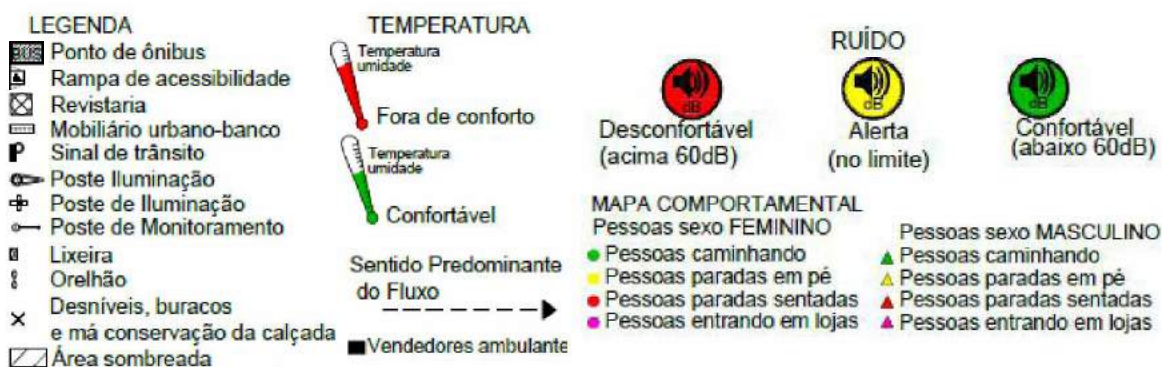 LEGENDA
BUS Ponto de ônibus
Rampa de acessibilidade
Revistaria
Mobiliário urbano-banco
P Sinal de trânsito
Poste Iluminação
Poste de Iluminação
Poste de Monitoramento
Lixeira
Orelhão
Desníveis, buracos
e má conservação da calçada
Área sombreada
TEMPERATURA
Temperatura
umidade
Fora de conforto
Temperatura
umidade
Confortável
Sentido Predominante
do Fluxo
Vendedores ambulante
RUÍDO
dB
Desconfortável
(acima 60dB)
dB
Alerta
(no limite)
dB
Confortável
(abaixo 60dB)
MAPA COMPORTAMENTAL
Pessoas sexo FEMININO
Pessoas caminhando
Pessoas paradas em pé
Pessoas paradas sentadas
Pessoas entrando em lojas
Pessoas sexo MASCULINO
Pessoas caminhando
Pessoas paradas em pé
Pessoas paradas sentadas
Pessoas entrando em lojas